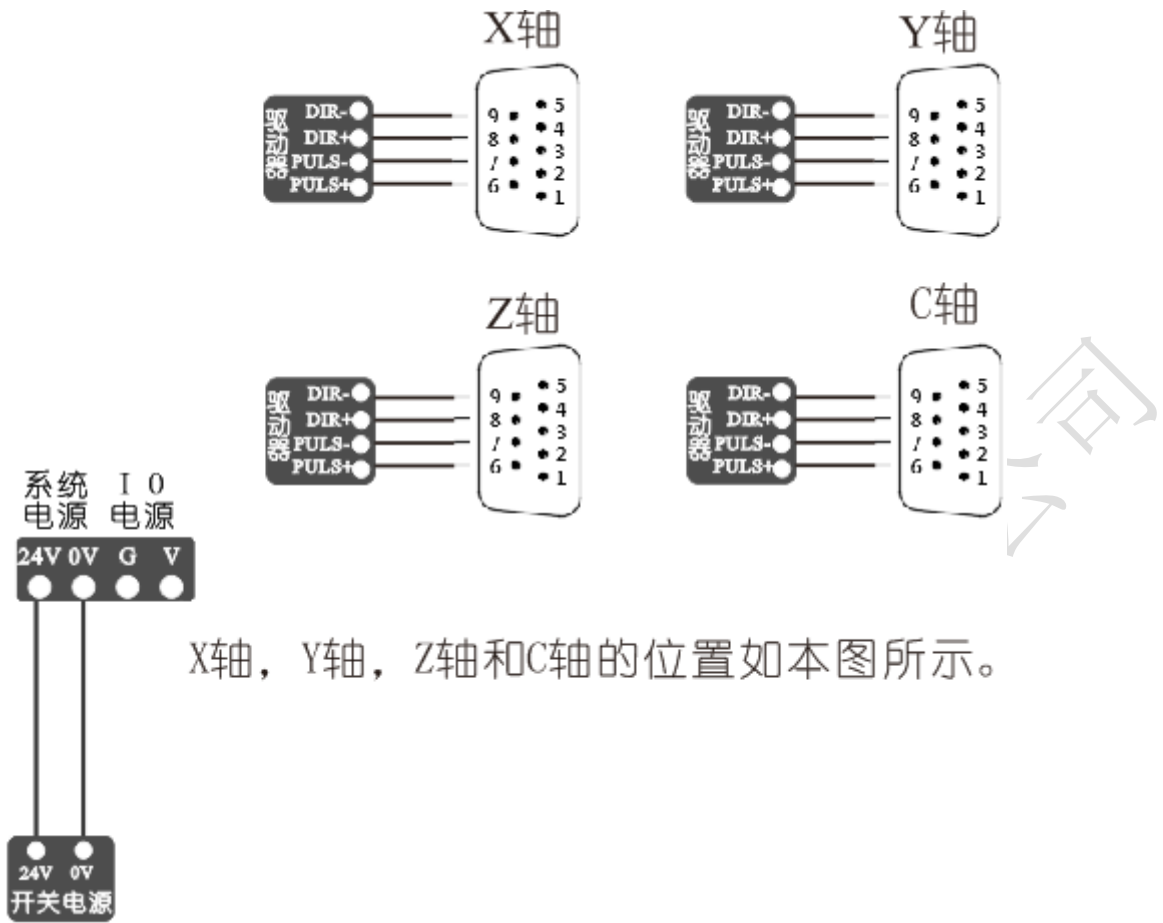 X轴
Y轴
驱动器
DIR-
DIR+
PULS-
PULS+
9
8
7
6
5
4
3
2
1
驱动器
DIR-
DIR+
PULS-
PULS+
9
8
7
6
5
4
3
2
1
Z轴
C轴
驱动器
DIR-
DIR+
PULS-
PULS+
9
8
7
6
5
4
3
2
1
驱动器
DIR-
DIR+
PULS-
PULS+
9
8
7
6
5
4
3
2
1
公司
系统 IO
电源 电源
24V 0V G V
X轴，Y轴，Z轴和C轴的位置如本图所示。
24V 0V
开关电源